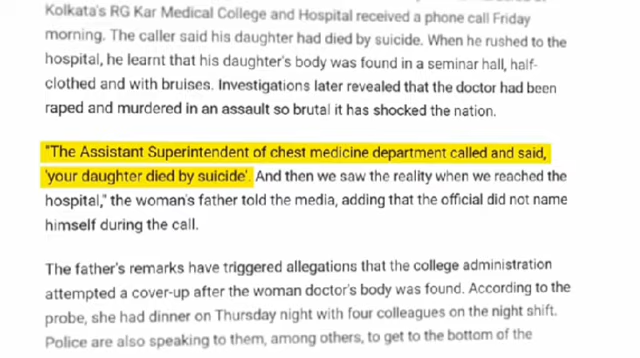 Kolkata's RG Kar Medical College and Hospital received a phone call Friday
morning. The caller said his daughter had died by suicide. When he rushed to the
hospital, he learnt that his daughter's body was found in a seminar hall, half-
clothed and with bruises. Investigations later revealed that the doctor had been
raped and murdered in an assault so brutal it has shocked the nation.
"The Assistant Superintendent of chest medicine department called and said,
'your daughter died by suicide'. And then we saw the reality when we reached the
hospital," the woman's father told the media, adding that the official did not name
himself during the call.
The father's remarks have triggered allegations that the college administration
attempted a cover-up after the woman doctor's body was found. According to the
probe, she had dinner on Thursday night with four colleagues on the night shift.
Police are also speaking to them, among others, to get to the bottom of the